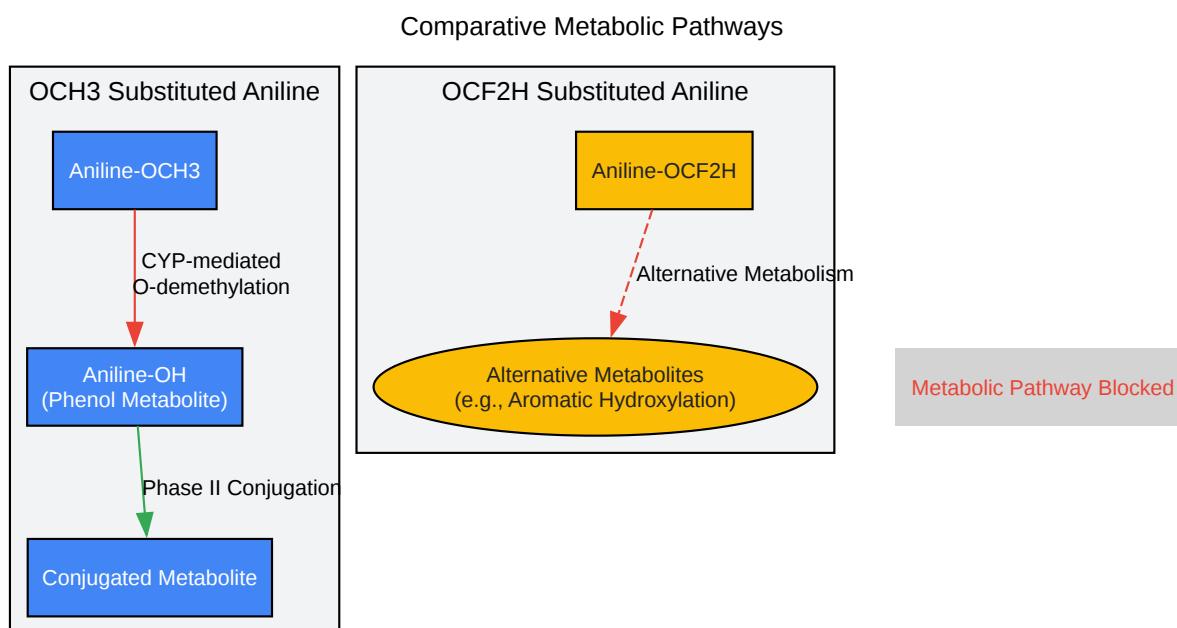 Comparative Metabolic Pathways
OCH3 Substituted Aniline
Aniline-OCH3
CYP-mediated
O-demethylation
Aniline-OH
(Phenol Metabolite)
Phase II Conjugation
Conjugated Metabolite
OCF2H Substituted Aniline
Aniline-OCF2H
Alternative Metabolism
Alternative Metabolites
(e.g., Aromatic Hydroxylation)
Metabolic Pathway Blocked